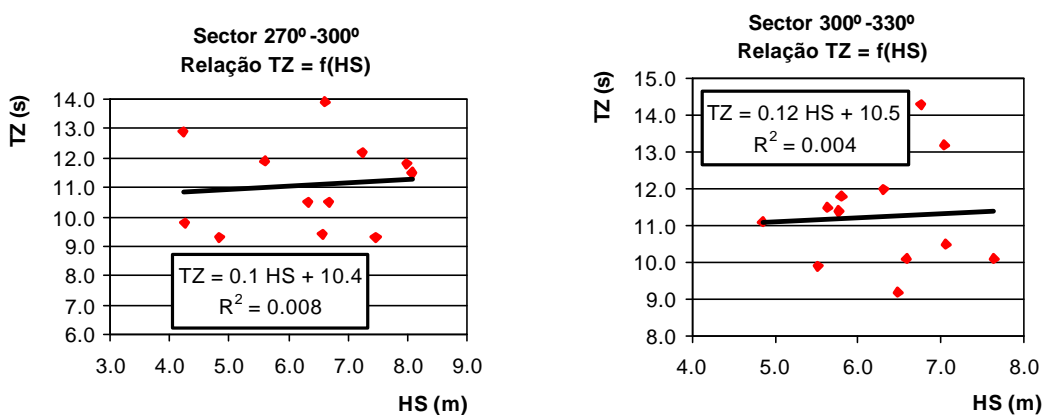 Sector 270º-300º
Relação TZ = f(HS)
TZ (s)
14.0
13.0
12.0
11.0
10.0
9.0
8.0
7.0
6.0
TZ = 0.1 HS + 10.4
R² = 0.008
3.0 4.0 5.0 6.0 7.0 8.0 9.0
HS (m)
Sector 300º-330º
Relação TZ = f(HS)
TZ (s)
15.0
14.0
13.0
12.0
11.0
10.0
9.0
8.0
TZ = 0.12 HS + 10.5
R² = 0.004
4.0 5.0 6.0 7.0 8.0
HS (m)